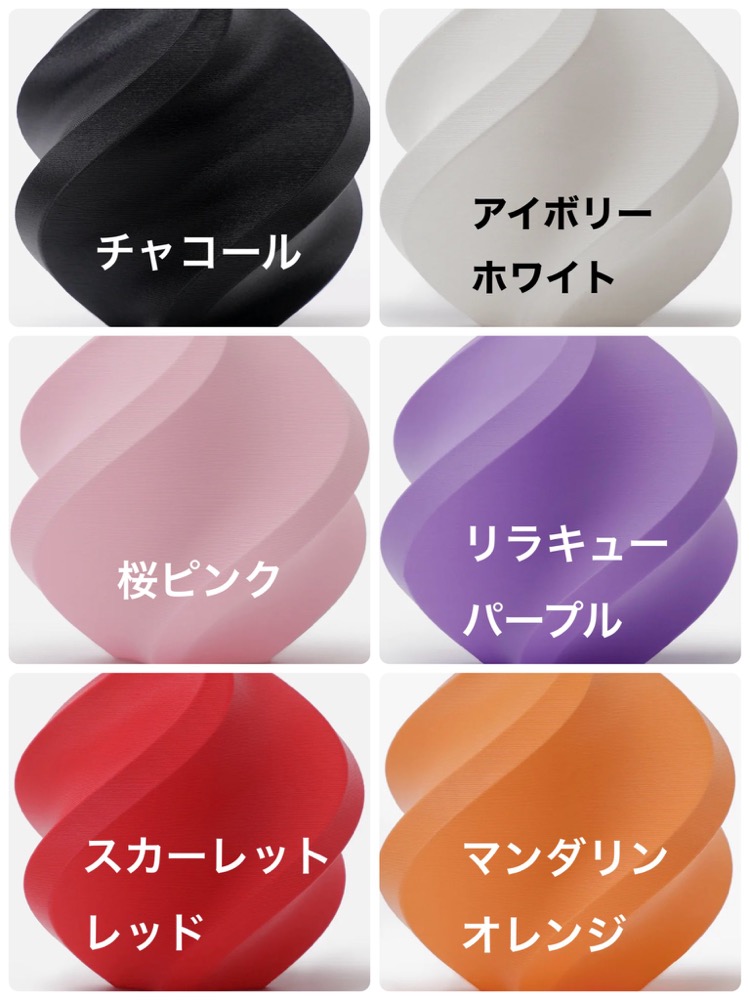 チャコール
アイボリー
ホワイト
桜ピンク
リラキュー
パープル
スカーレット
レッド
マンダリン
オレンジ